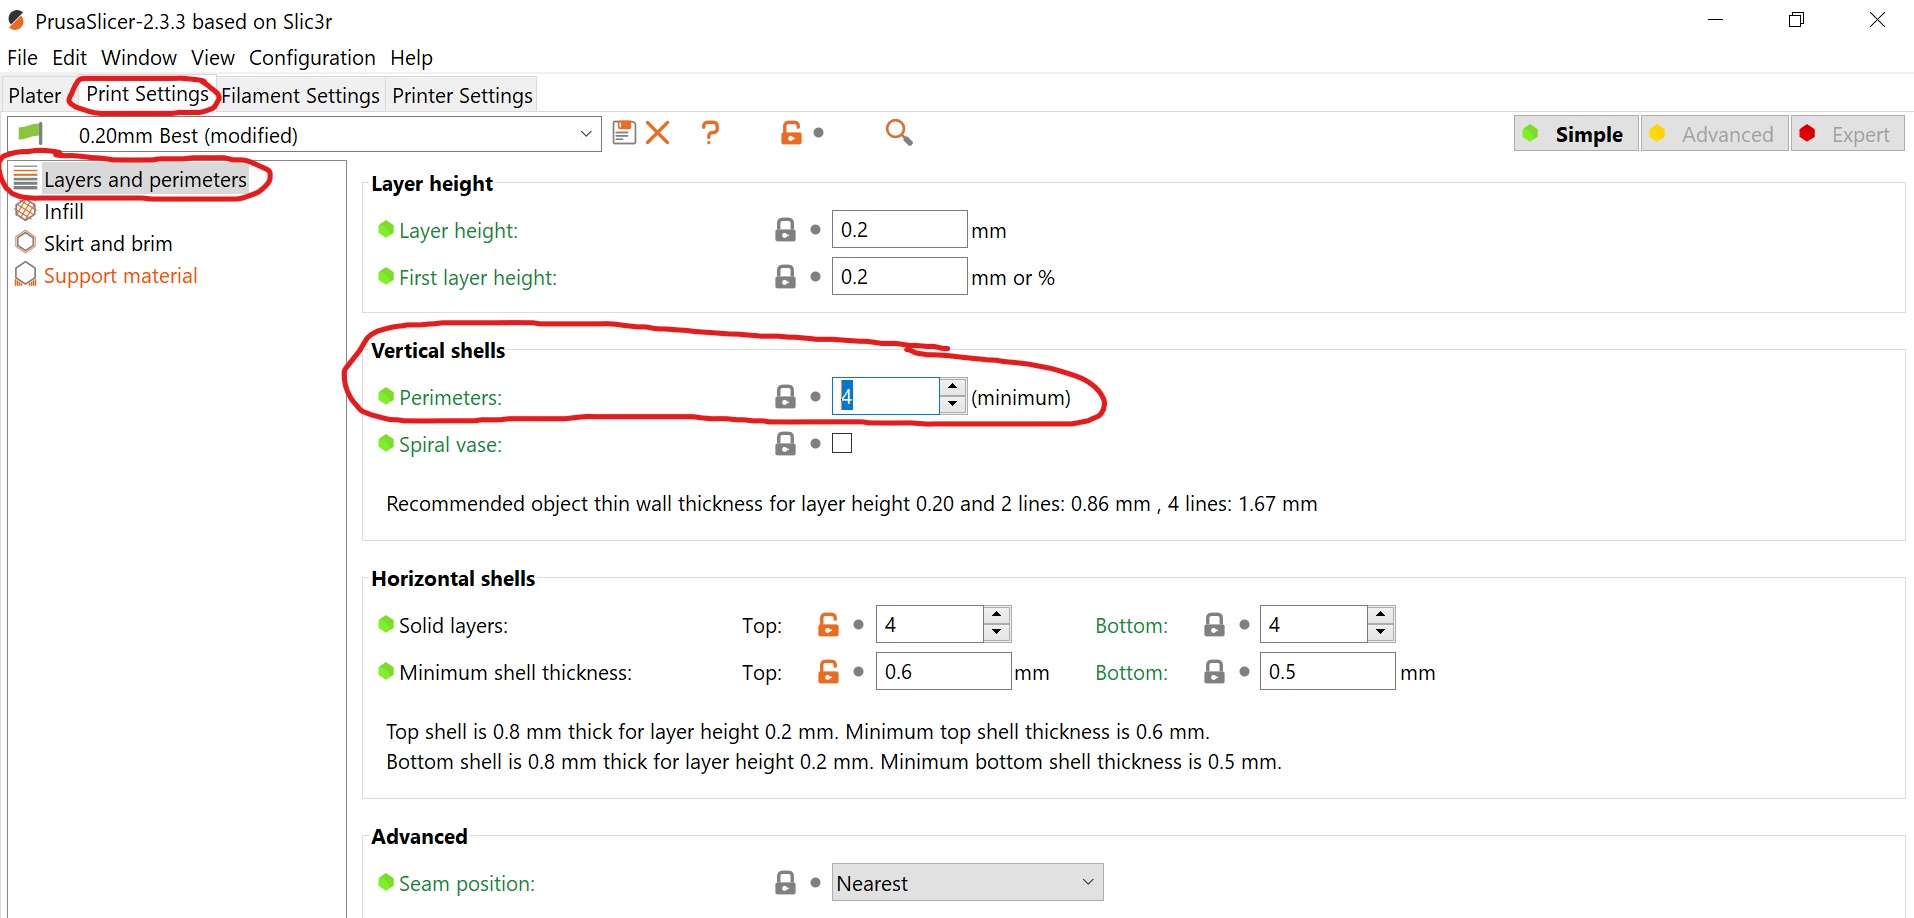 PrusaSlicer-2.3.3 based on Slic3r
File Edit Window View Configuration Help
Plater Print Settings Filament Settings Printer Settings
0.20mm Best (modified) ? Simple Advanced Expert
Layers and perimeters
Infill
Skirt and brim
Support material
Layer height
Layer height: 0.2 mm
First layer height: 0.2 mm or %
Vertical shells
Perimeters: 4 (minimum)
Spiral vase:
Recommended object thin wall thickness for layer height 0.20 and 2 lines: 0.86 mm , 4 lines: 1.67 mm
Horizontal shells
Solid layers: Top: 4 Bottom: 4
Minimum shell thickness: Top: 0.6 mm Bottom: 0.5 mm
Top shell is 0.8 mm thick for layer height 0.2 mm. Minimum top shell thickness is 0.6 mm.
Bottom shell is 0.8 mm thick for layer height 0.2 mm. Minimum bottom shell thickness is 0.5 mm.
Advanced
Seam position: Nearest